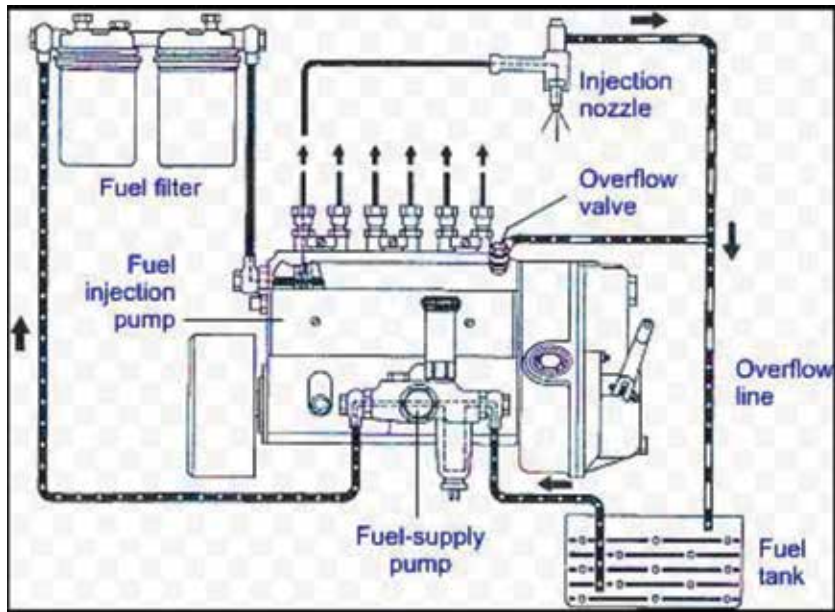 Injection
nozzle
Fuel filter
Overflow
valve
Fuel
injection
pump
Overflow
line
Fuel-supply
pump
Fuel
tank